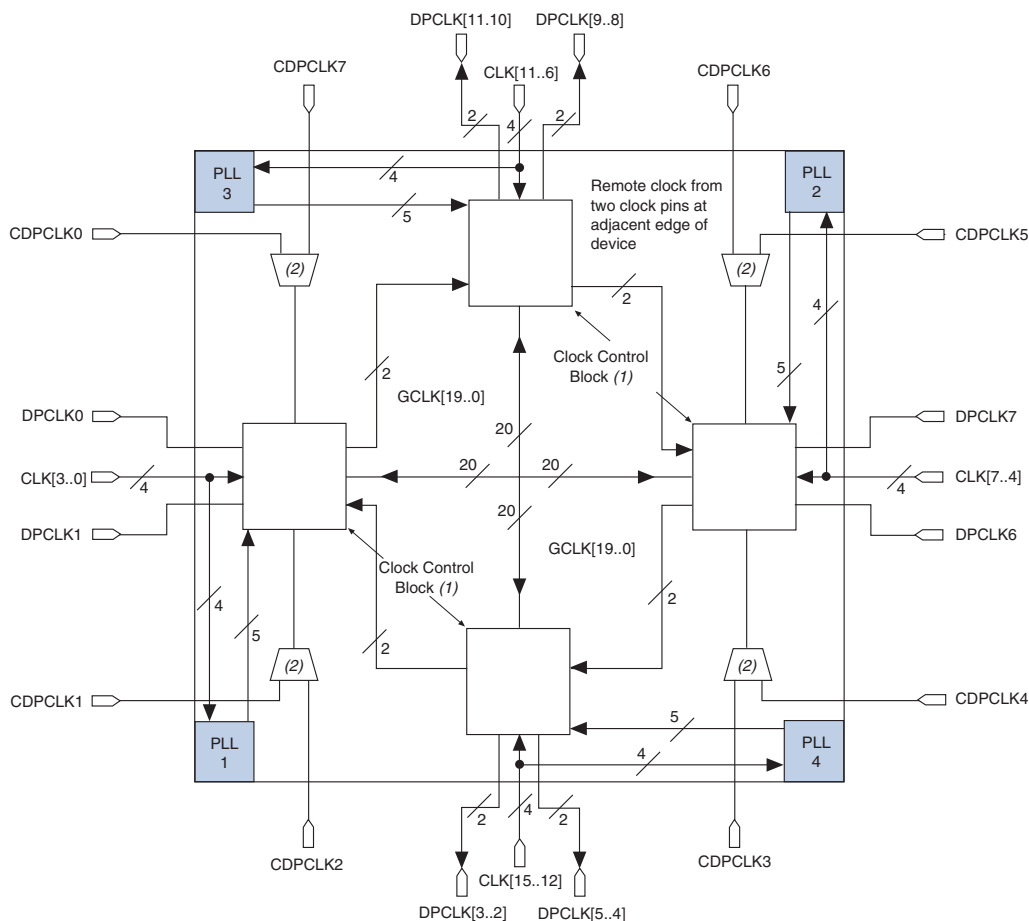 DPCLK[11.10]
DPCLK[9..8]
CDPCLK7
CLK[11..6]
CDPCLK6
2
4
2
PLL
3
4
5
Remote clock from
two clock pins at
adjacent edge of
device
PLL
2
CDPCLK0
(2)
(2)
CDPCLK5
2
4
2
Clock Control
Block (1)
5
GCLK[19..0]
DPCLK0
20
DPCLK7
CLK[3..0]
4
20
20
4
CLK[7..4]
DPCLK1
20
DPCLK6
GCLK[19..0]
Clock Control
Block (1)
4
5
2
2
(2)
(2)
CDPCLK1
CDPCLK4
5
PLL
1
4
PLL
4
2
4
2
CDPCLK2
CDPCLK3
CLK[15..12]
DPCLK[3..2]
DPCLK[5..4]